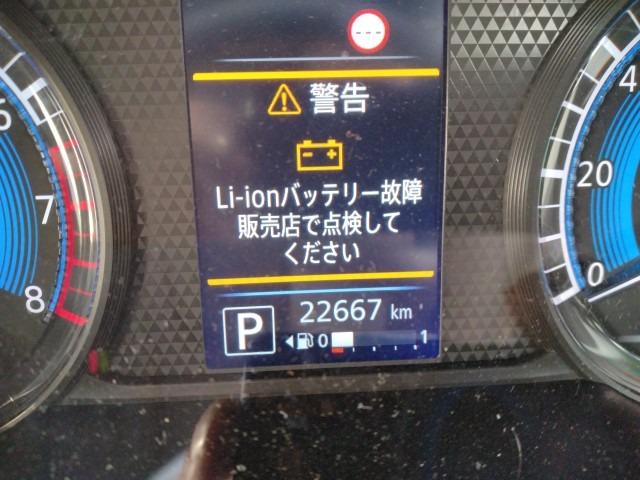 ---
警告
Li-ionバッテリー故障
販売店で点検して
ください
P
22667 km
0 1
6
7
8
4
20
0